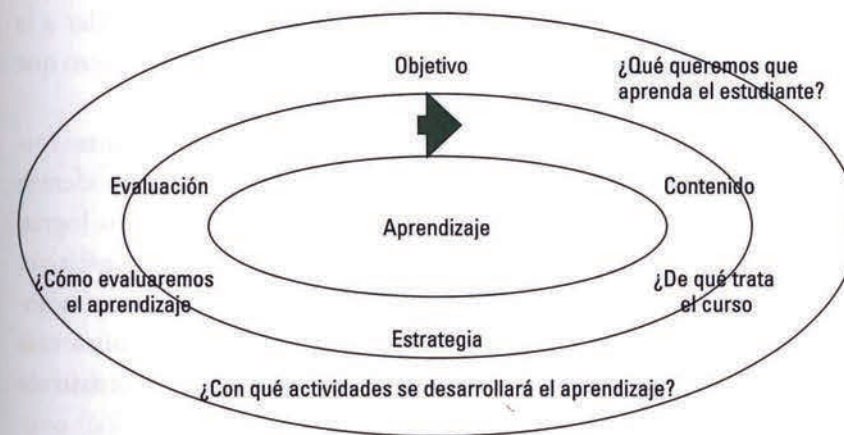 Objetivo
¿Qué queremos que
aprenda el estudiante?
Evaluación
Contenido
Aprendizaje
¿Cómo evaluaremos
el aprendizaje
¿De qué trata
el curso
Estrategia
¿Con qué actividades se desarrollará el aprendizaje?